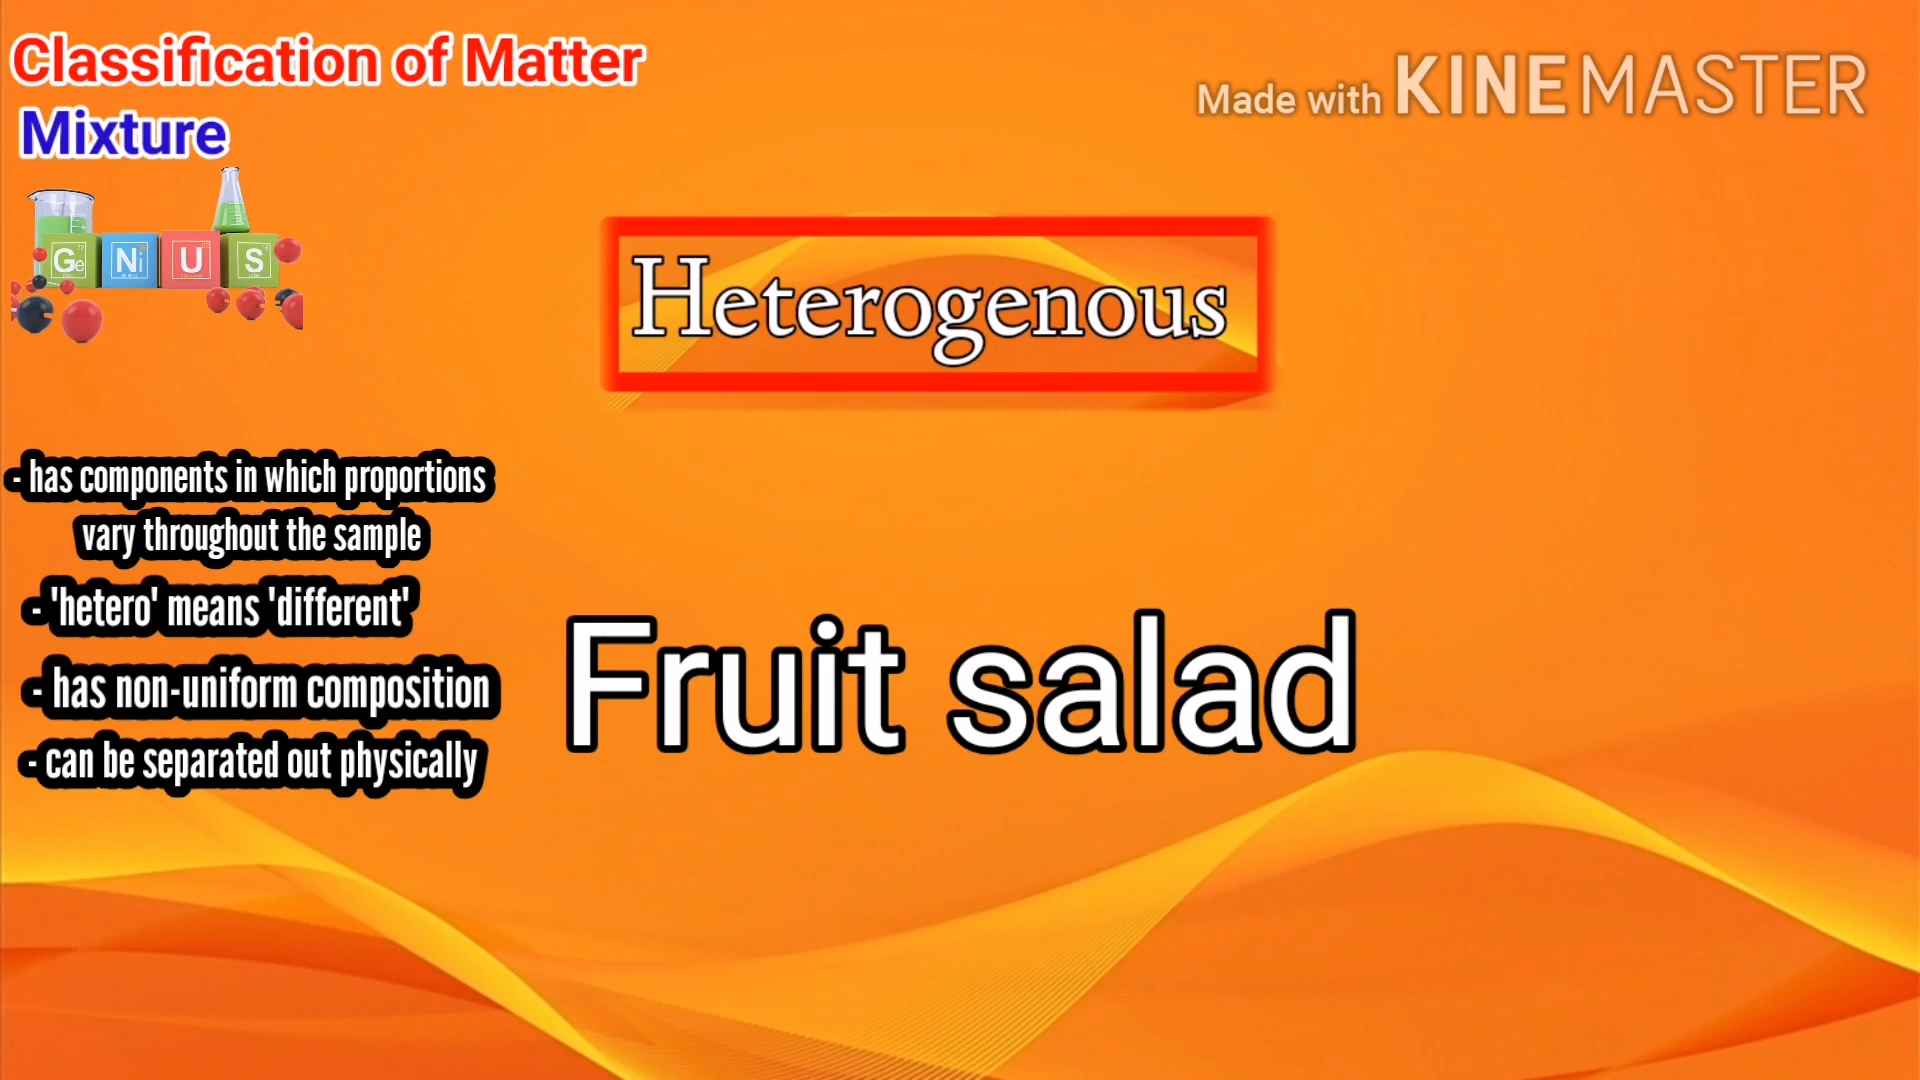 Classification of Matter
Mixture
Made with KINEMASTER
Ge Ni U S
Heterogenous
- has components in which proportions
vary throughout the sample
- 'hetero' means 'different'
- has non-uniform composition
- can be separated out physically
Fruit salad